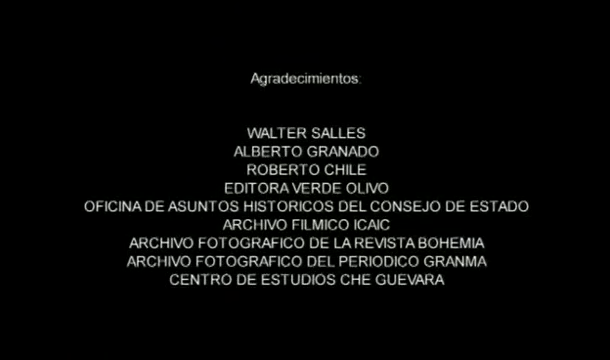 Agradecimientos:
WALTER SALLES
ALBERTO GRANADO
ROBERTO CHILE
EDITORA VERDE OLIVO
OFICINA DE ASUNTOS HISTORICOS DEL CONSEJO DE ESTADO
ARCHIVO FILMICO ICAIC
ARCHIVO FOTOGRAFICO DE LA REVISTA BOHEMIA
ARCHIVO FOTOGRAFICO DEL PERIODICO GRANMA
CENTRO DE ESTUDIOS CHE GUEVARA